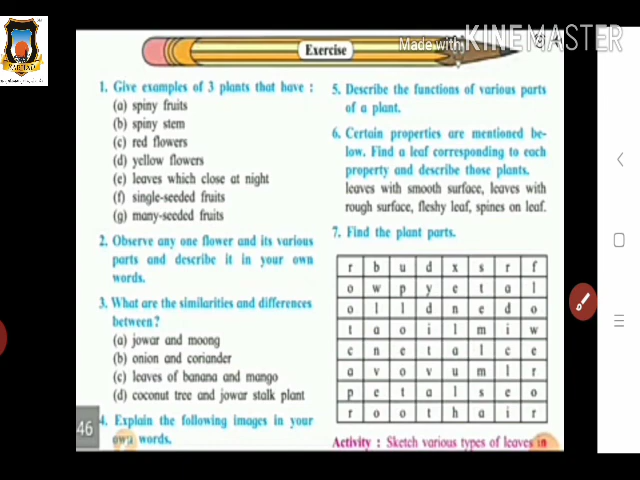 Exercise
Made with KINEMASTER
1. Give examples of 3 plants that have :
(a) spiny fruits
(b) spiny stem
(c) red flowers
(d) yellow flowers
(e) leaves which close at night
(f) single-seeded fruits
(g) many-seeded fruits
2. Observe any one flower and its various
parts and describe it in your own
words.
3. What are the similarities and differences
between?
(a) jowar and moong
(b) onion and coriander
(c) leaves of banana and mango
(d) coconut tree and jowar stalk plant
4. Explain the following images in your
own words.
46
5. Describe the functions of various parts
of a plant.
6. Certain properties are mentioned be-
low. Find a leaf corresponding to each
property and describe those plants.
leaves with smooth surface, leaves with
rough surface, fleshy leaf, spines on leaf.
7. Find the plant parts.
r b u d x s r f
o w p y e t a l
o l l d n e d o
t a o i l m i w
c n e t a l c e
a v o v u m l r
p e t a l s e o
r o o t h a i r
Activity : Sketch various types of leaves in